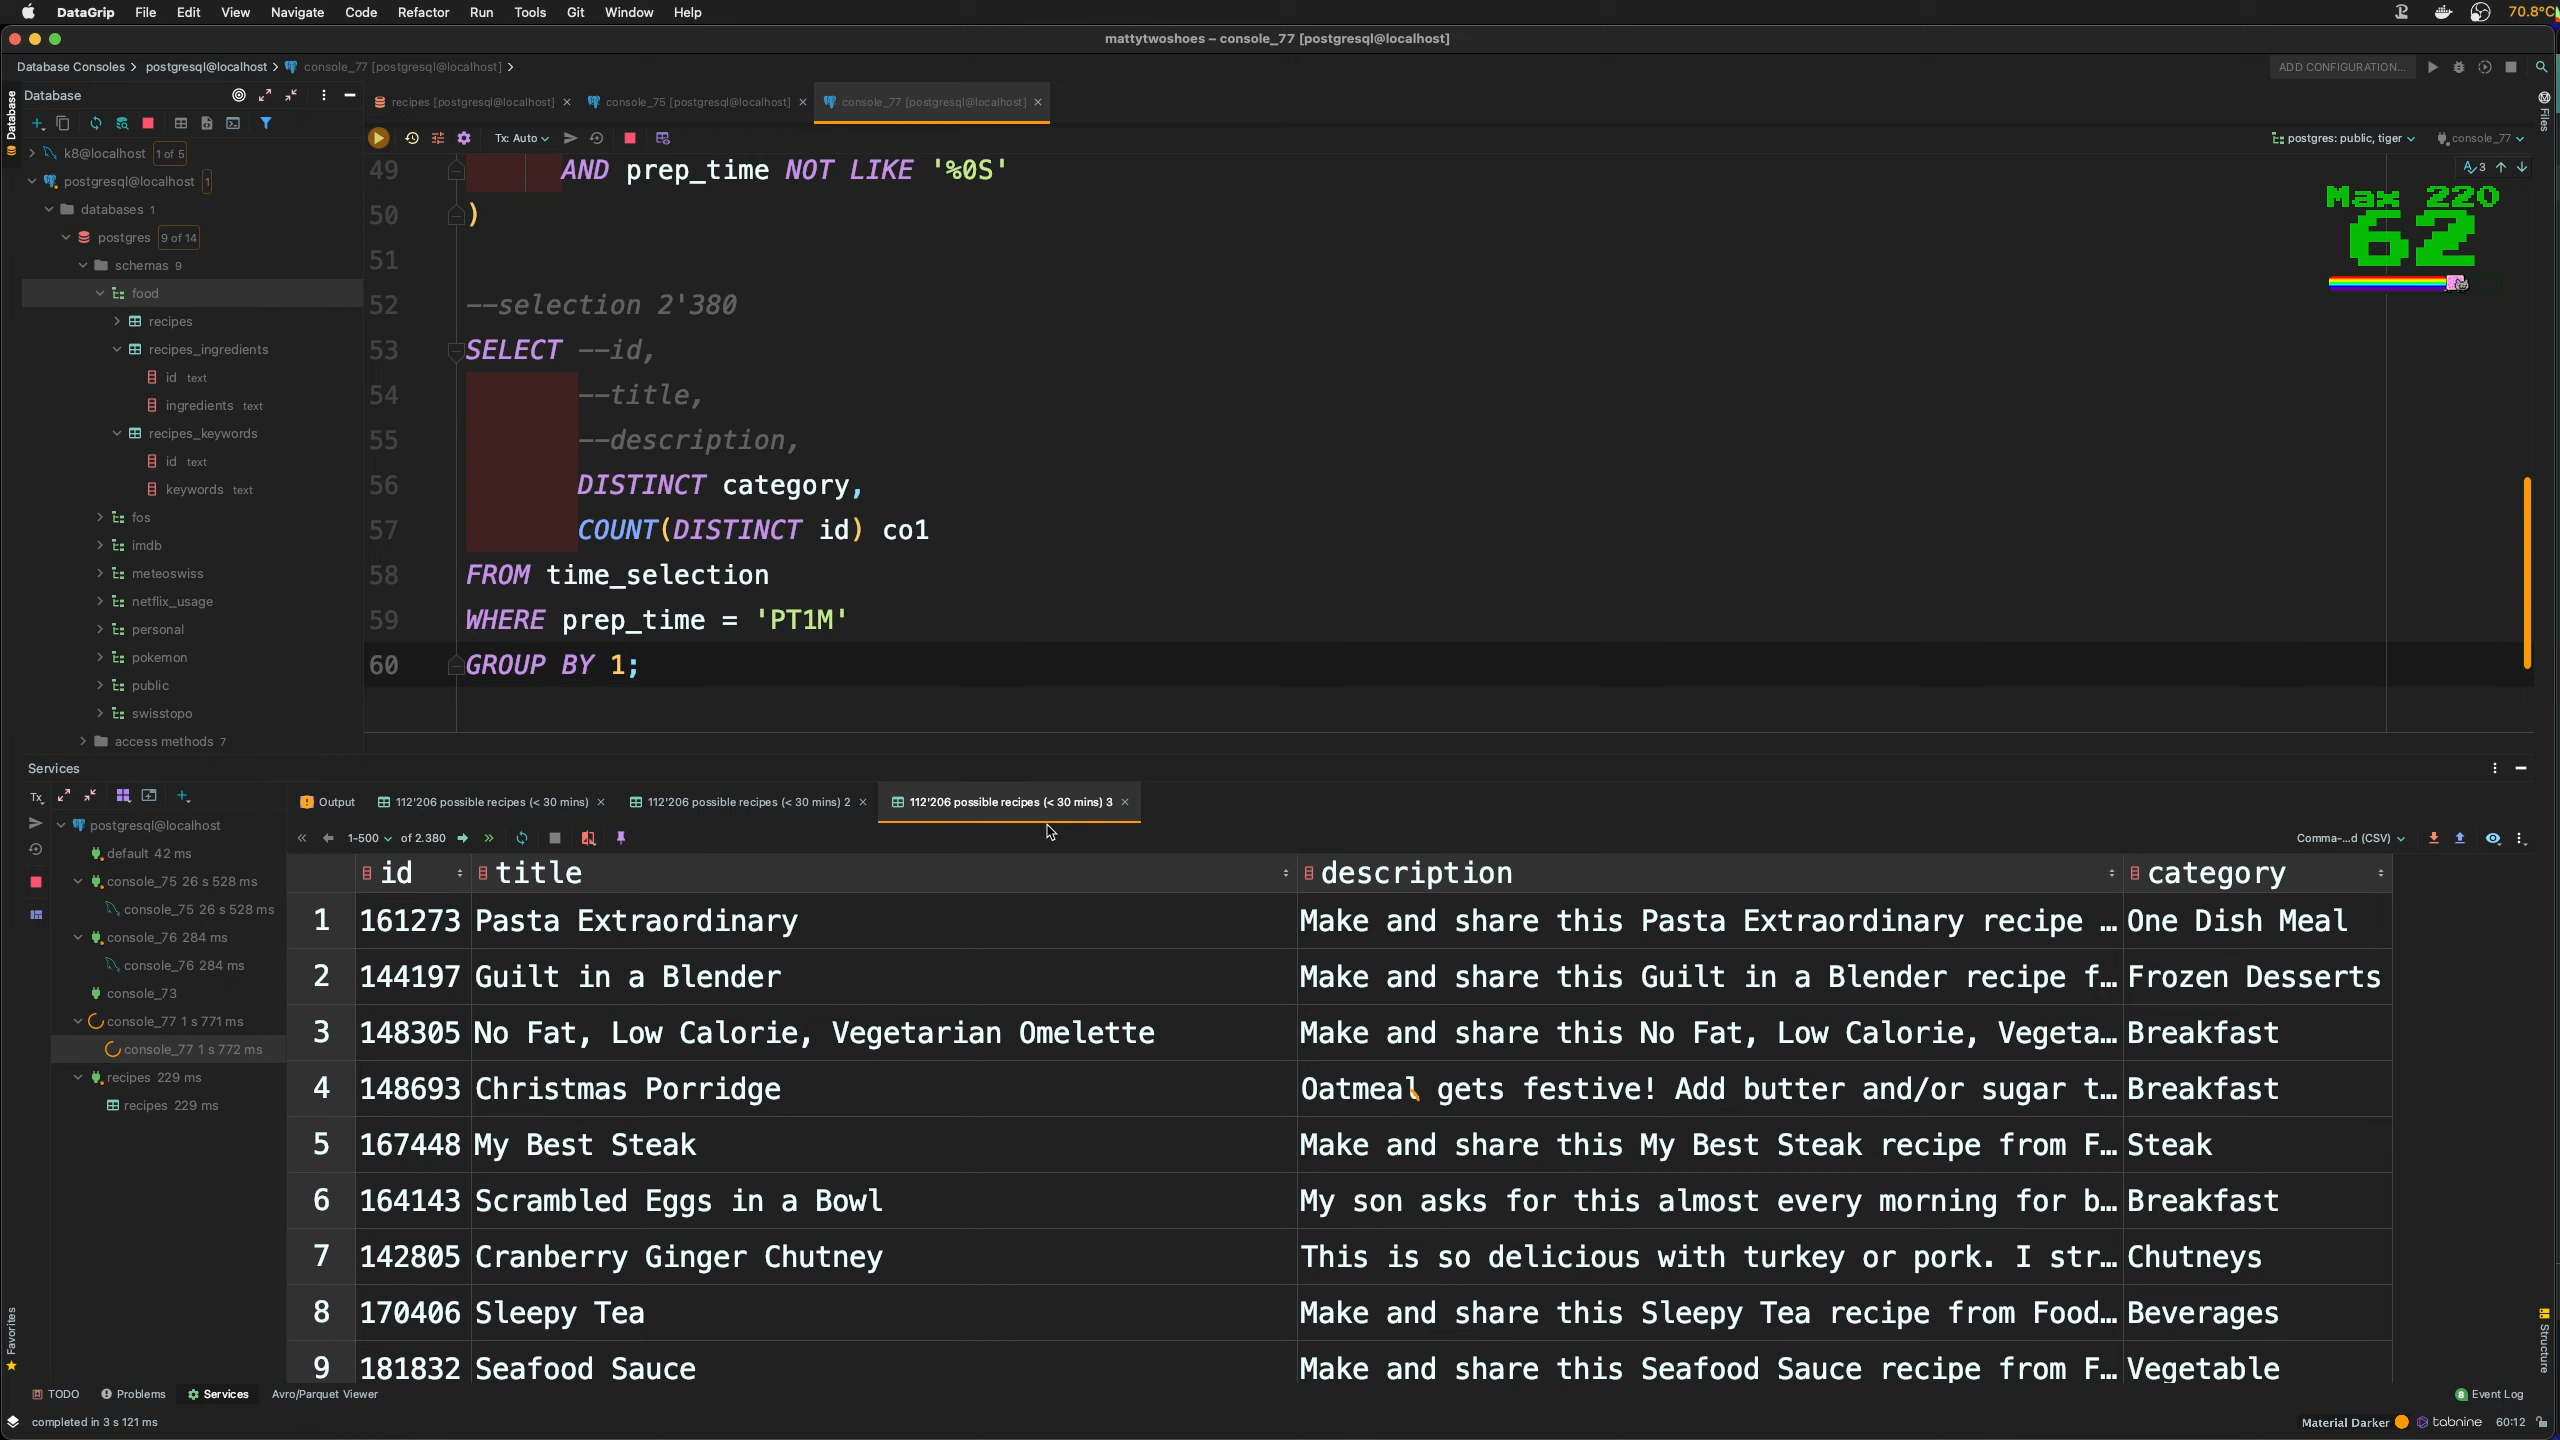 DataGrip File Edit View Navigate Code Refactor Run Tools Git Window Help 70.8°C
mattytwoshoes – console_77 [postgresql@localhost]
Database Consoles postgresql@localhost console_77 [postgresql@localhost] ADD CONFIGURATION...
Database
Database
recipes [postgresql@localhost] console_75 [postgresql@localhost] console_77 [postgresql@localhost]
Files
Tx: Auto postgres: public, tiger console_77
k8@localhost 1 of 5
postgresql@localhost 1
databases 1
postgres 9 of 14
schemas 9
food
recipes
recipes_ingredients
id text
ingredients text
recipes_keywords
id text
keywords text
fos
imdb
meteoswiss
netflix_usage
personal
pokemon
public
swisstopo
access methods 7
3
Max 220
62
49 AND prep_time NOT LIKE '%0S'
50 )
51
52 --selection 2'380
53 SELECT --id,
54 --title,
55 --description,
56 DISTINCT category,
57 COUNT(DISTINCT id) co1
58 FROM time_selection
59 WHERE prep_time = 'PT1M'
60 GROUP BY 1;
Services
Tx
postgresql@localhost
default 42 ms
console_75 26 s 528 ms
console_75 26 s 528 ms
console_76 284 ms
console_76 284 ms
console_73
console_77 1 s 771 ms
console_77 1 s 772 ms
recipes 229 ms
recipes 229 ms
Output 112'206 possible recipes (< 30 mins) 112'206 possible recipes (< 30 mins) 2 112'206 possible recipes (< 30 mins) 3
1-500 of 2.380 Comma-...d (CSV)
id title description category
1 161273 Pasta Extraordinary Make and share this Pasta Extraordinary recipe … One Dish Meal
2 144197 Guilt in a Blender Make and share this Guilt in a Blender recipe f… Frozen Desserts
3 148305 No Fat, Low Calorie, Vegetarian Omelette Make and share this No Fat, Low Calorie, Vegeta… Breakfast
4 148693 Christmas Porridge Oatmeal gets festive! Add butter and/or sugar t… Breakfast
5 167448 My Best Steak Make and share this My Best Steak recipe from F… Steak
6 164143 Scrambled Eggs in a Bowl My son asks for this almost every morning for b… Breakfast
7 142805 Cranberry Ginger Chutney This is so delicious with turkey or pork. I str… Chutneys
8 170406 Sleepy Tea Make and share this Sleepy Tea recipe from Food… Beverages
9 181832 Seafood Sauce Make and share this Seafood Sauce recipe from F… Vegetable
Favorites
Structure
TODO Problems Services Avro/Parquet Viewer 8 Event Log
completed in 3 s 121 ms Material Darker tabnine 60:12